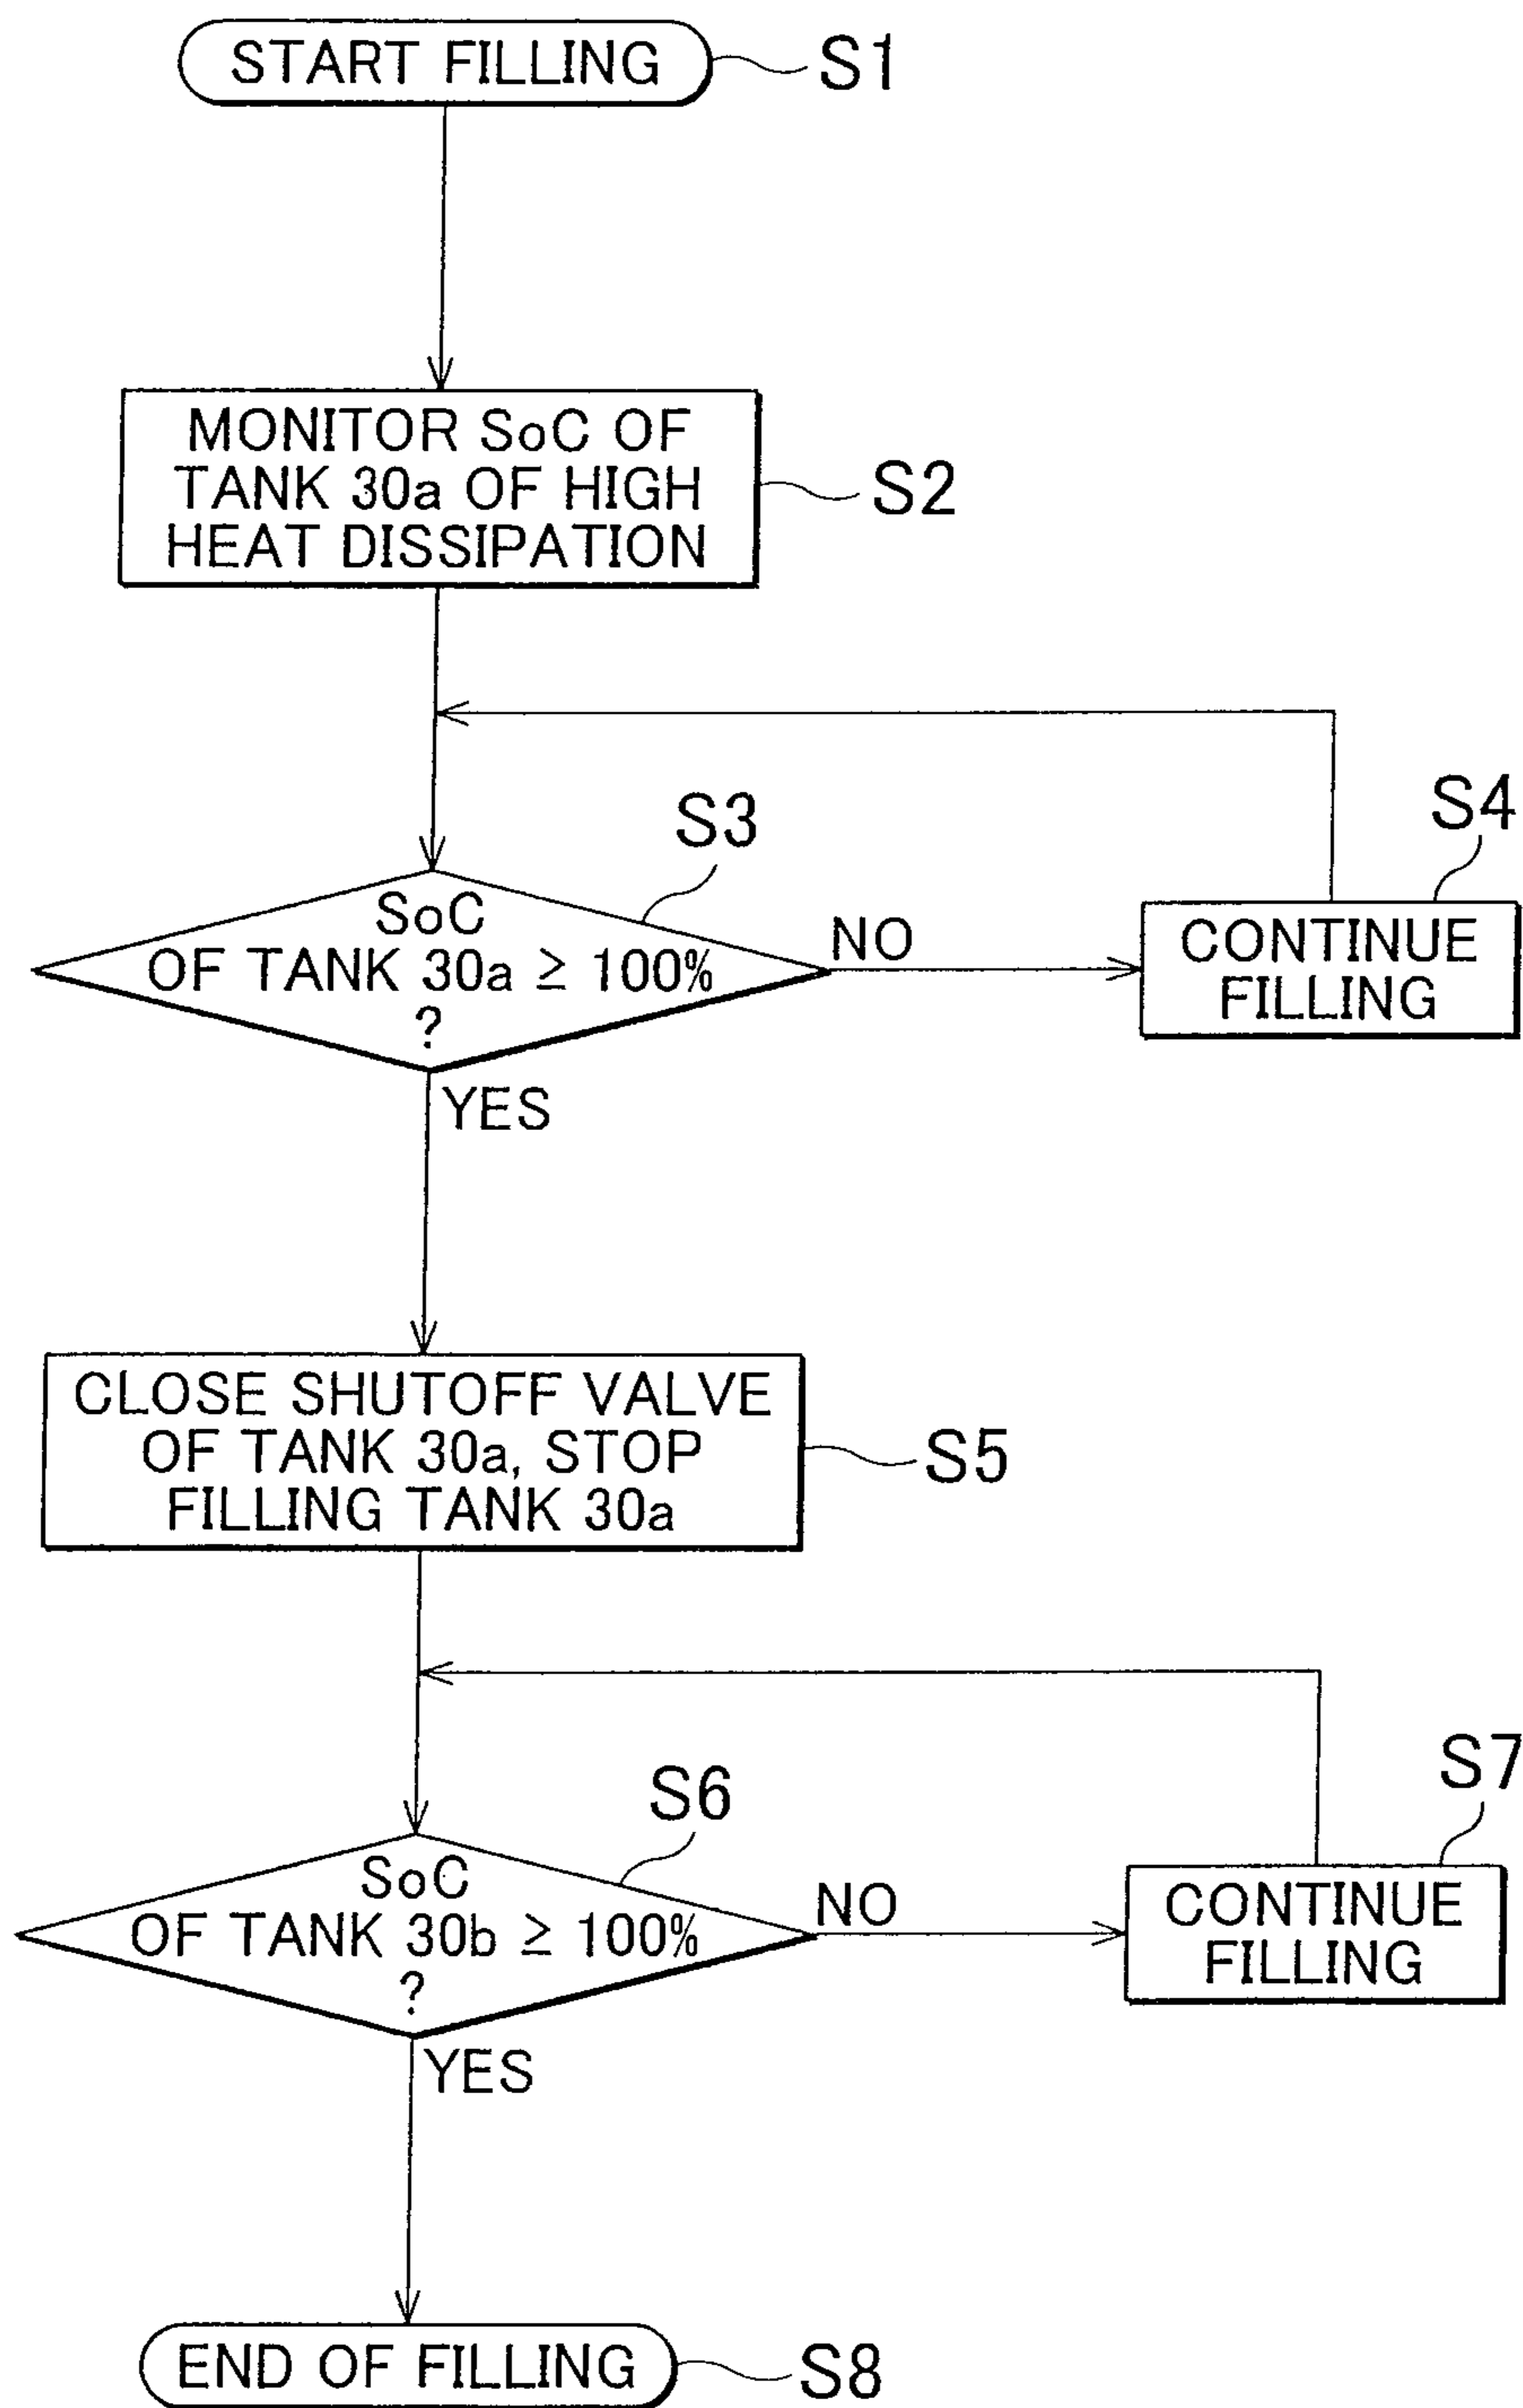 START FILLING
S1
MONITOR SoC OF
TANK 30a OF HIGH
HEAT DISSIPATION
S2
S3
SoC
OF TANK 30a ≥ 100%
?
NO
S4
CONTINUE
FILLING
YES
CLOSE SHUTOFF VALVE
OF TANK 30a, STOP
FILLING TANK 30a
S5
S6
SoC
OF TANK 30b ≥ 100%
?
NO
S7
CONTINUE
FILLING
YES
END OF FILLING
S8